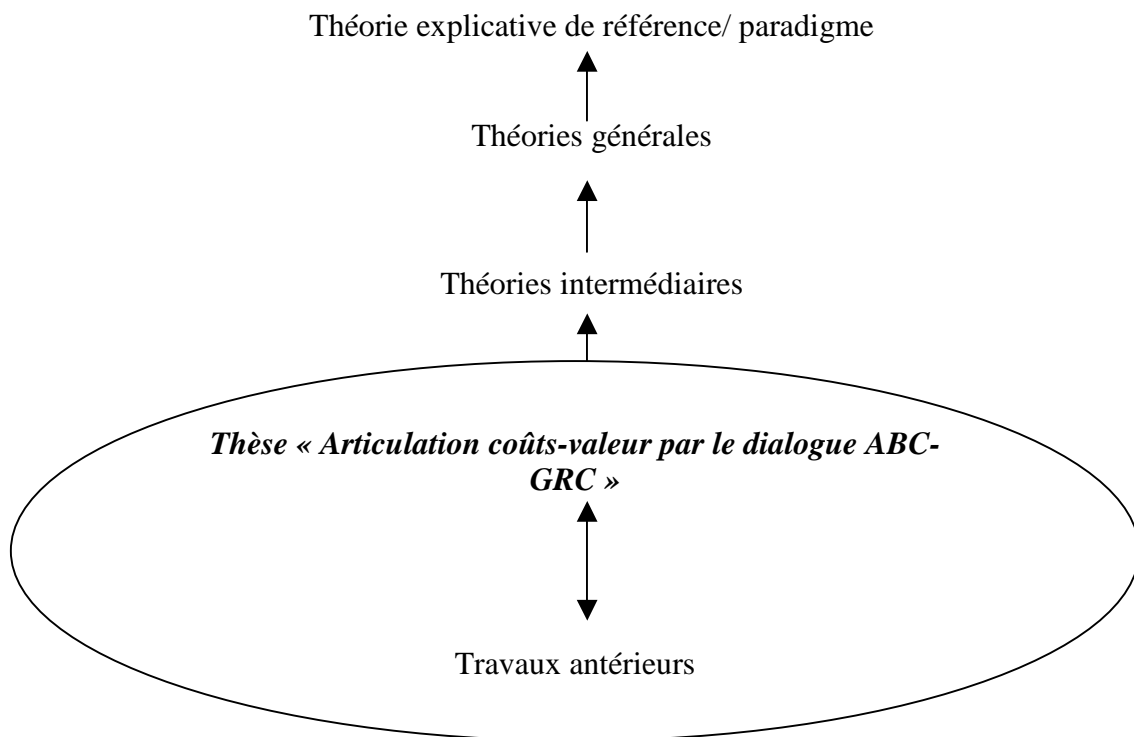 Théorie explicative de référence/ paradigme
Théories générales
Théories intermédiaires
Thèse « Articulation coûts-valeur par le dialogue ABC-
GRC »
Travaux antérieurs